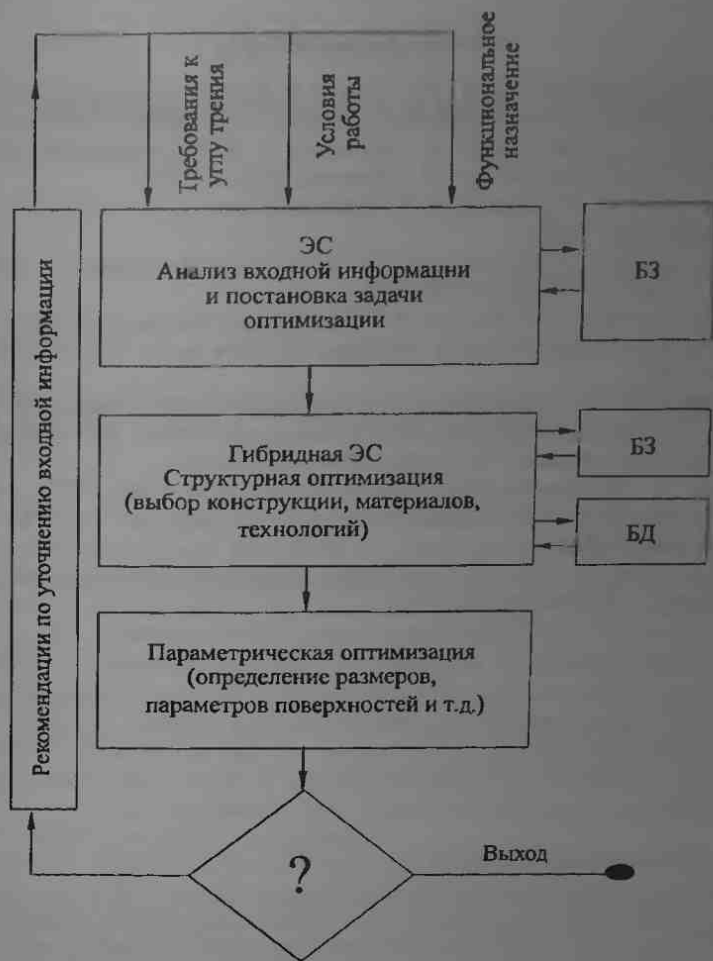 Требования к
углу трения
Условия
работы
Функциональное
назначение
Рекомендации по уточнению входной информации
ЭС
Анализ входной информации
и постановка задачи
оптимизации
БЗ
Гибридная ЭС
Структурная оптимизация
(выбор конструкции, материалов,
технологий)
БЗ
БД
Параметрическая оптимизация
(определение размеров,
параметров поверхностей и т.д.)
?
Выход